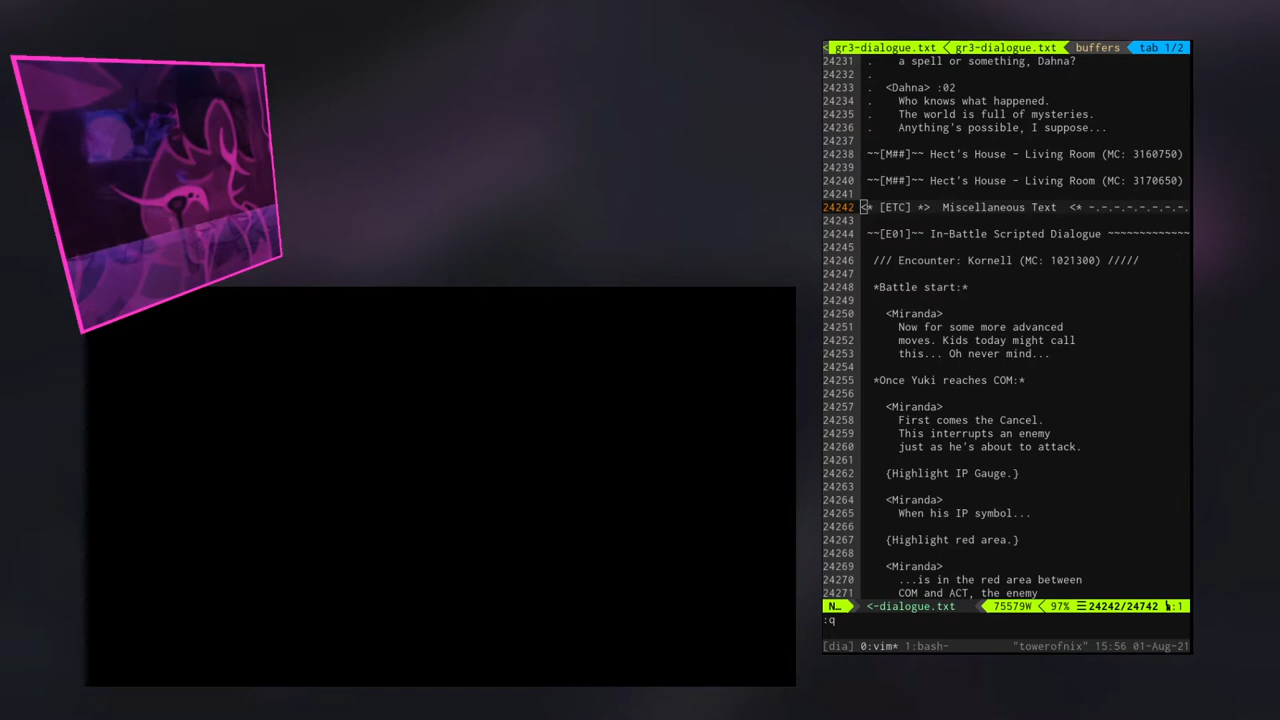 < gr3-dialogue.txt < gr3-dialogue.txt buffers tab 1/2
24231 . a spell or something, Dahna?
24232 .
24233 . <Dahna> :02
24234 . Who knows what happened.
24235 . The world is full of mysteries.
24236 . Anything's possible, I suppose...
24237
24238 ~~[M##]~~ Hect's House - Living Room (MC: 3160750)
24239
24240 ~~[M##]~~ Hect's House - Living Room (MC: 3170650)
24241
24242 <* [ETC] *> Miscellaneous Text <* -.-.-.-.-.-.-.
24243
24244 ~~[E01]~~ In-Battle Scripted Dialogue ~~~~~~~~~~~~~
24245
24246 /// Encounter: Kornell (MC: 1021300) /////
24247
24248 *Battle start:*
24249
24250 <Miranda>
24251 Now for some more advanced
24252 moves. Kids today might call
24253 this... Oh never mind...
24254
24255 *Once Yuki reaches COM:*
24256
24257 <Miranda>
24258 First comes the Cancel.
24259 This interrupts an enemy
24260 just as he's about to attack.
24261
24262 {Highlight IP Gauge.}
24263
24264 <Miranda>
24265 When his IP symbol...
24266
24267 {Highlight red area.}
24268
24269 <Miranda>
24270 ...is in the red area between
24271 COM and ACT, the enemy
N… <-dialogue.txt 75579W 97% ☰24242/24742 :1
:q
[dia] 0:vim* 1:bash- "towerofnix" 15:56 01-Aug-21